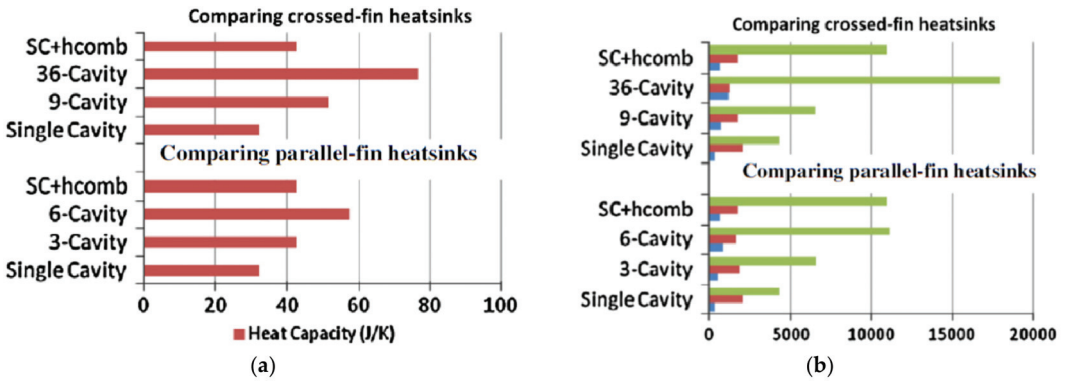 Comparing crossed-fin heatsinks
SC+hcomb
36-Cavity
9-Cavity
Single Cavity
Comparing parallel-fin heatsinks
SC+hcomb
6-Cavity
3-Cavity
Single Cavity
0 20 40 60 80 100
Heat Capacity (J/K)
(a)
Comparing crossed-fin heatsinks
SC+hcomb
36-Cavity
9-Cavity
Single Cavity
Comparing parallel-fin heatsinks
SC+hcomb
6-Cavity
3-Cavity
Single Cavity
0 5000 10000 15000 20000
(b)